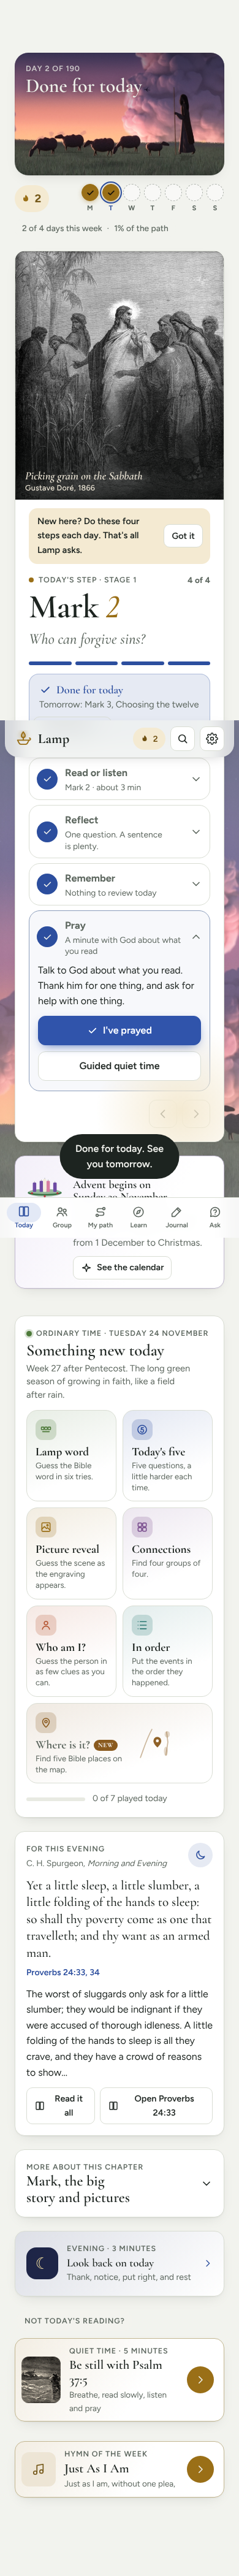 DAY 2 OF 190
Done for today
2
M T W T F S S
2 of 4 days this week · 1% of the path
Picking grain on the Sabbath
Gustave Doré, 1866
New here? Do these four
steps each day. That's all
Lamp asks.
Got it
TODAY'S STEP · STAGE 1
4 of 4
Mark 2
Who can forgive sins?
Done for today
Tomorrow: Mark 3, Choosing the twelve
Lamp
2
Read or listen
Mark 2 · about 3 min
Reflect
One question. A sentence
is plenty.
Remember
Nothing to review today
Pray
A minute with God about what
you read
Talk to God about what you read.
Thank him for one thing, and ask for
help with one thing.
I've prayed
Guided quiet time
Done for today. See
you tomorrow.
Advent begins on
Sunday 29 November
Today
Group
My path
Learn
Journal
Ask
from 1 December to Christmas.
See the calendar
ORDINARY TIME · TUESDAY 24 NOVEMBER
Something new today
Week 27 after Pentecost. The long green
season of growing in faith, like a field
after rain.
Lamp word
Guess the Bible
word in six tries.
Today's five
Five questions, a
little harder each
time.
Picture reveal
Guess the scene as
the engraving
appears.
Connections
Find four groups of
four.
Who am I?
Guess the person in
as few clues as you
can.
In order
Put the events in
the order they
happened.
Where is it? NEW
Find five Bible places on
the map.
0 of 7 played today
FOR THIS EVENING
C. H. Spurgeon, Morning and Evening
Yet a little sleep, a little slumber, a
little folding of the hands to sleep:
so shall thy poverty come as one that
travelleth; and thy want as an armed
man.
Proverbs 24:33, 34
The worst of sluggards only ask for a little
slumber; they would be indignant if they
were accused of thorough idleness. A little
folding of the hands to sleep is all they
crave, and they have a crowd of reasons
to show...
Read it
all
Open Proverbs
24:33
MORE ABOUT THIS CHAPTER
Mark, the big
story and pictures
EVENING · 3 MINUTES
Look back on today
Thank, notice, put right, and rest
NOT TODAY'S READING?
QUIET TIME · 5 MINUTES
Be still with Psalm
37:5
Breathe, read slowly, listen
and pray
HYMN OF THE WEEK
Just As I Am
Just as I am, without one plea,